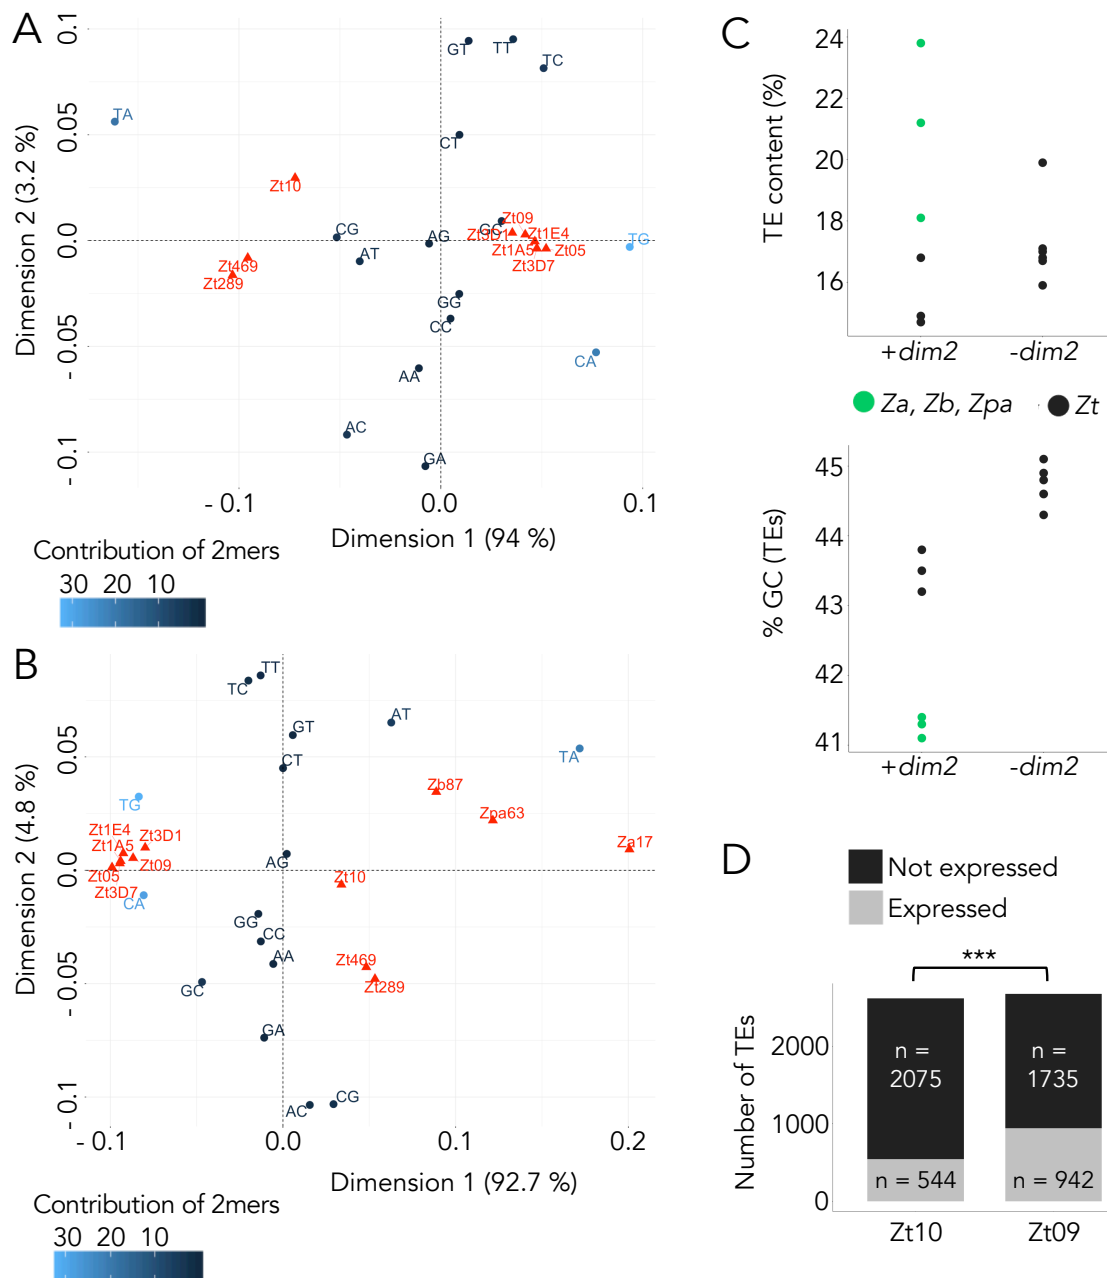 A
0.1
0.05
0.0
- 0.05
- 0.1
Dimension 2 (3.2 %)
GT
TT
TC
TA
CT
Zt10
CG
AG
AT
GC
Zt09
Zt3D1
Zt1E4
Zt1A5
Zt05
Zt3D7
TG
Zt469
Zt289
GG
CC
CA
AA
AC
GA
- 0.1
0.0
0.1
Dimension 1 (94 %)
Contribution of 2mers
30 20 10
B
0.05
0.0
- 0.05
- 0.1
Dimension 2 (4.8 %)
TT
TC
GT
AT
CT
TA
Zb87
TG
Zpa63
Zt1E4
Zt3D1
Zt1A5
Za17
Zt05
Zt09
AG
Zt10
Zt3D7
CA
GG
CC
AA
Zt469
Zt289
GC
GA
AC
CG
- 0.1
0.0
0.1
0.2
Dimension 1 (92.7 %)
Contribution of 2mers
30 20 10
C
24
22
20
18
16
TE content (%)
+dim2
-dim2
Za, Zb, Zpa
Zt
45
44
43
42
41
% GC (TEs)
+dim2
-dim2
D
Not expressed
Expressed
***
2000
1000
0
Number of TEs
n =
2075
n =
1735
n = 544
n = 942
Zt10
Zt09